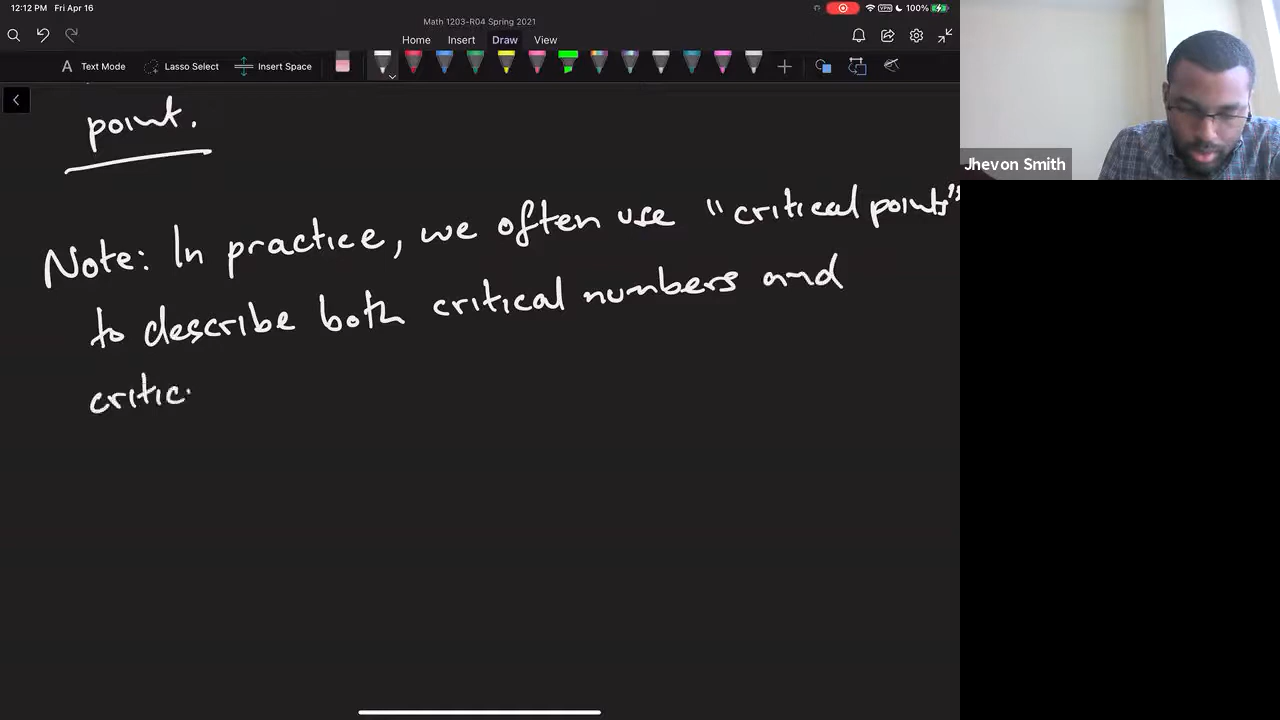 12:12 PM Fri Apr 16
100%
Math 1203-R04 Spring 2021
Home Insert Draw View
Text Mode Lasso Select Insert Space
point.
Note: In practice, we often use "critical points"
to describe both critical numbers and
critic
Jhevon Smith